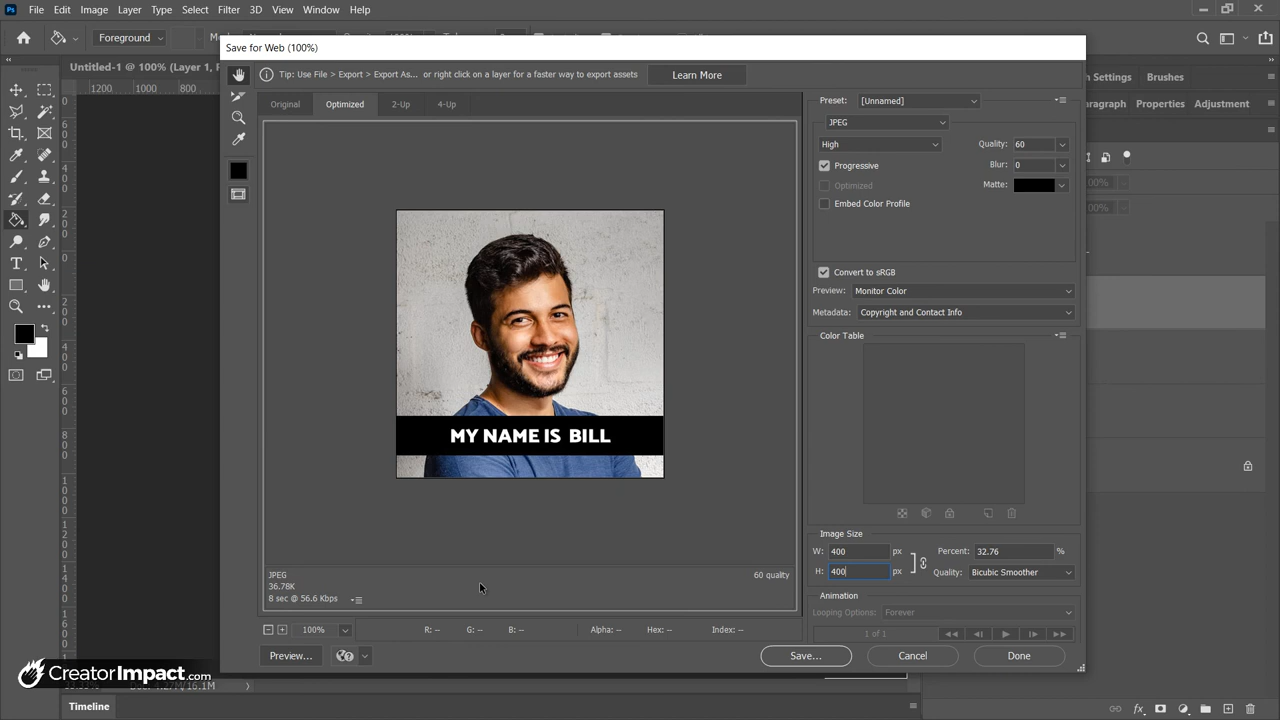 Ps File Edit Image Layer Type Select Filter 3D View Window Help
Foreground
Save for Web (100%)
Untitled-1 @ 100% (Layer 1,
Tip: Use File > Export > Export As... or right click on a layer for a faster way to export assets
Learn More
Brushes
Original Optimized 2-Up 4-Up
Properties Adjustment
1200 1000 800
Preset: [Unnamed]
JPEG
High
Quality: 60
Progressive
Blur: 0
Optimized
Matte:
Embed Color Profile
Convert to sRGB
Preview: Monitor Color
Metadata: Copyright and Contact Info
Color Table
MY NAME IS BILL
Image Size
W: 400 px
Percent: 32.76 %
H: 400 px
Quality: Bicubic Smoother
JPEG
60 quality
36.78K
8 sec @ 56.6 Kbps
Animation
Looping Options: Forever
1 of 1
100%
R: -- G: -- B: -- Alpha: -- Hex: -- Index: --
Preview...
Save... Cancel Done
CreatorImpact.com
Timeline